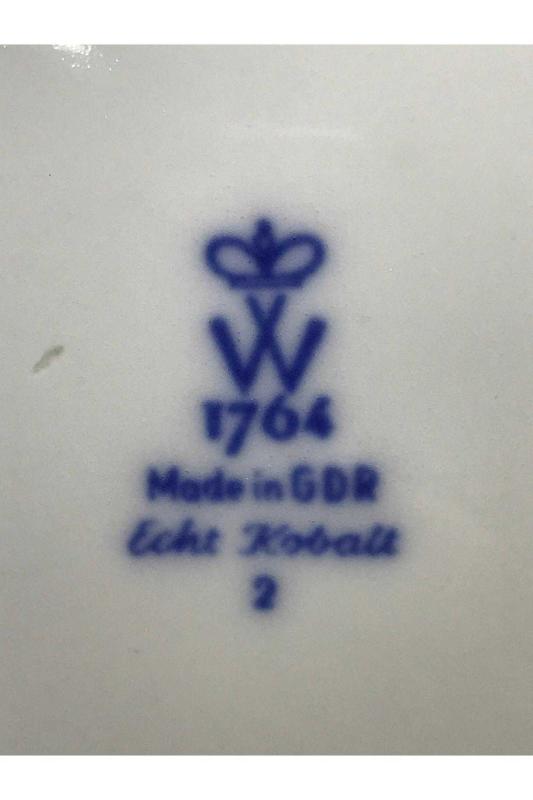 W
1764
Made in GDR
Echt Kobalt
2